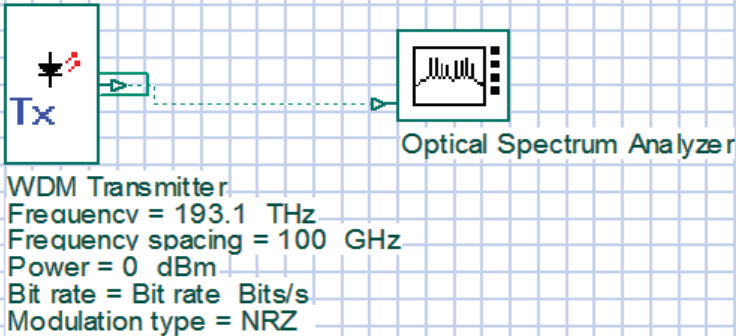 Tx
Optical Spectrum Analyzer
WDM Transmitter
Frequency = 193.1 THz
Frequency spacing = 100 GHz
Power = 0 dBm
Bit rate = Bit rate Bits/s
Modulation type = NRZ